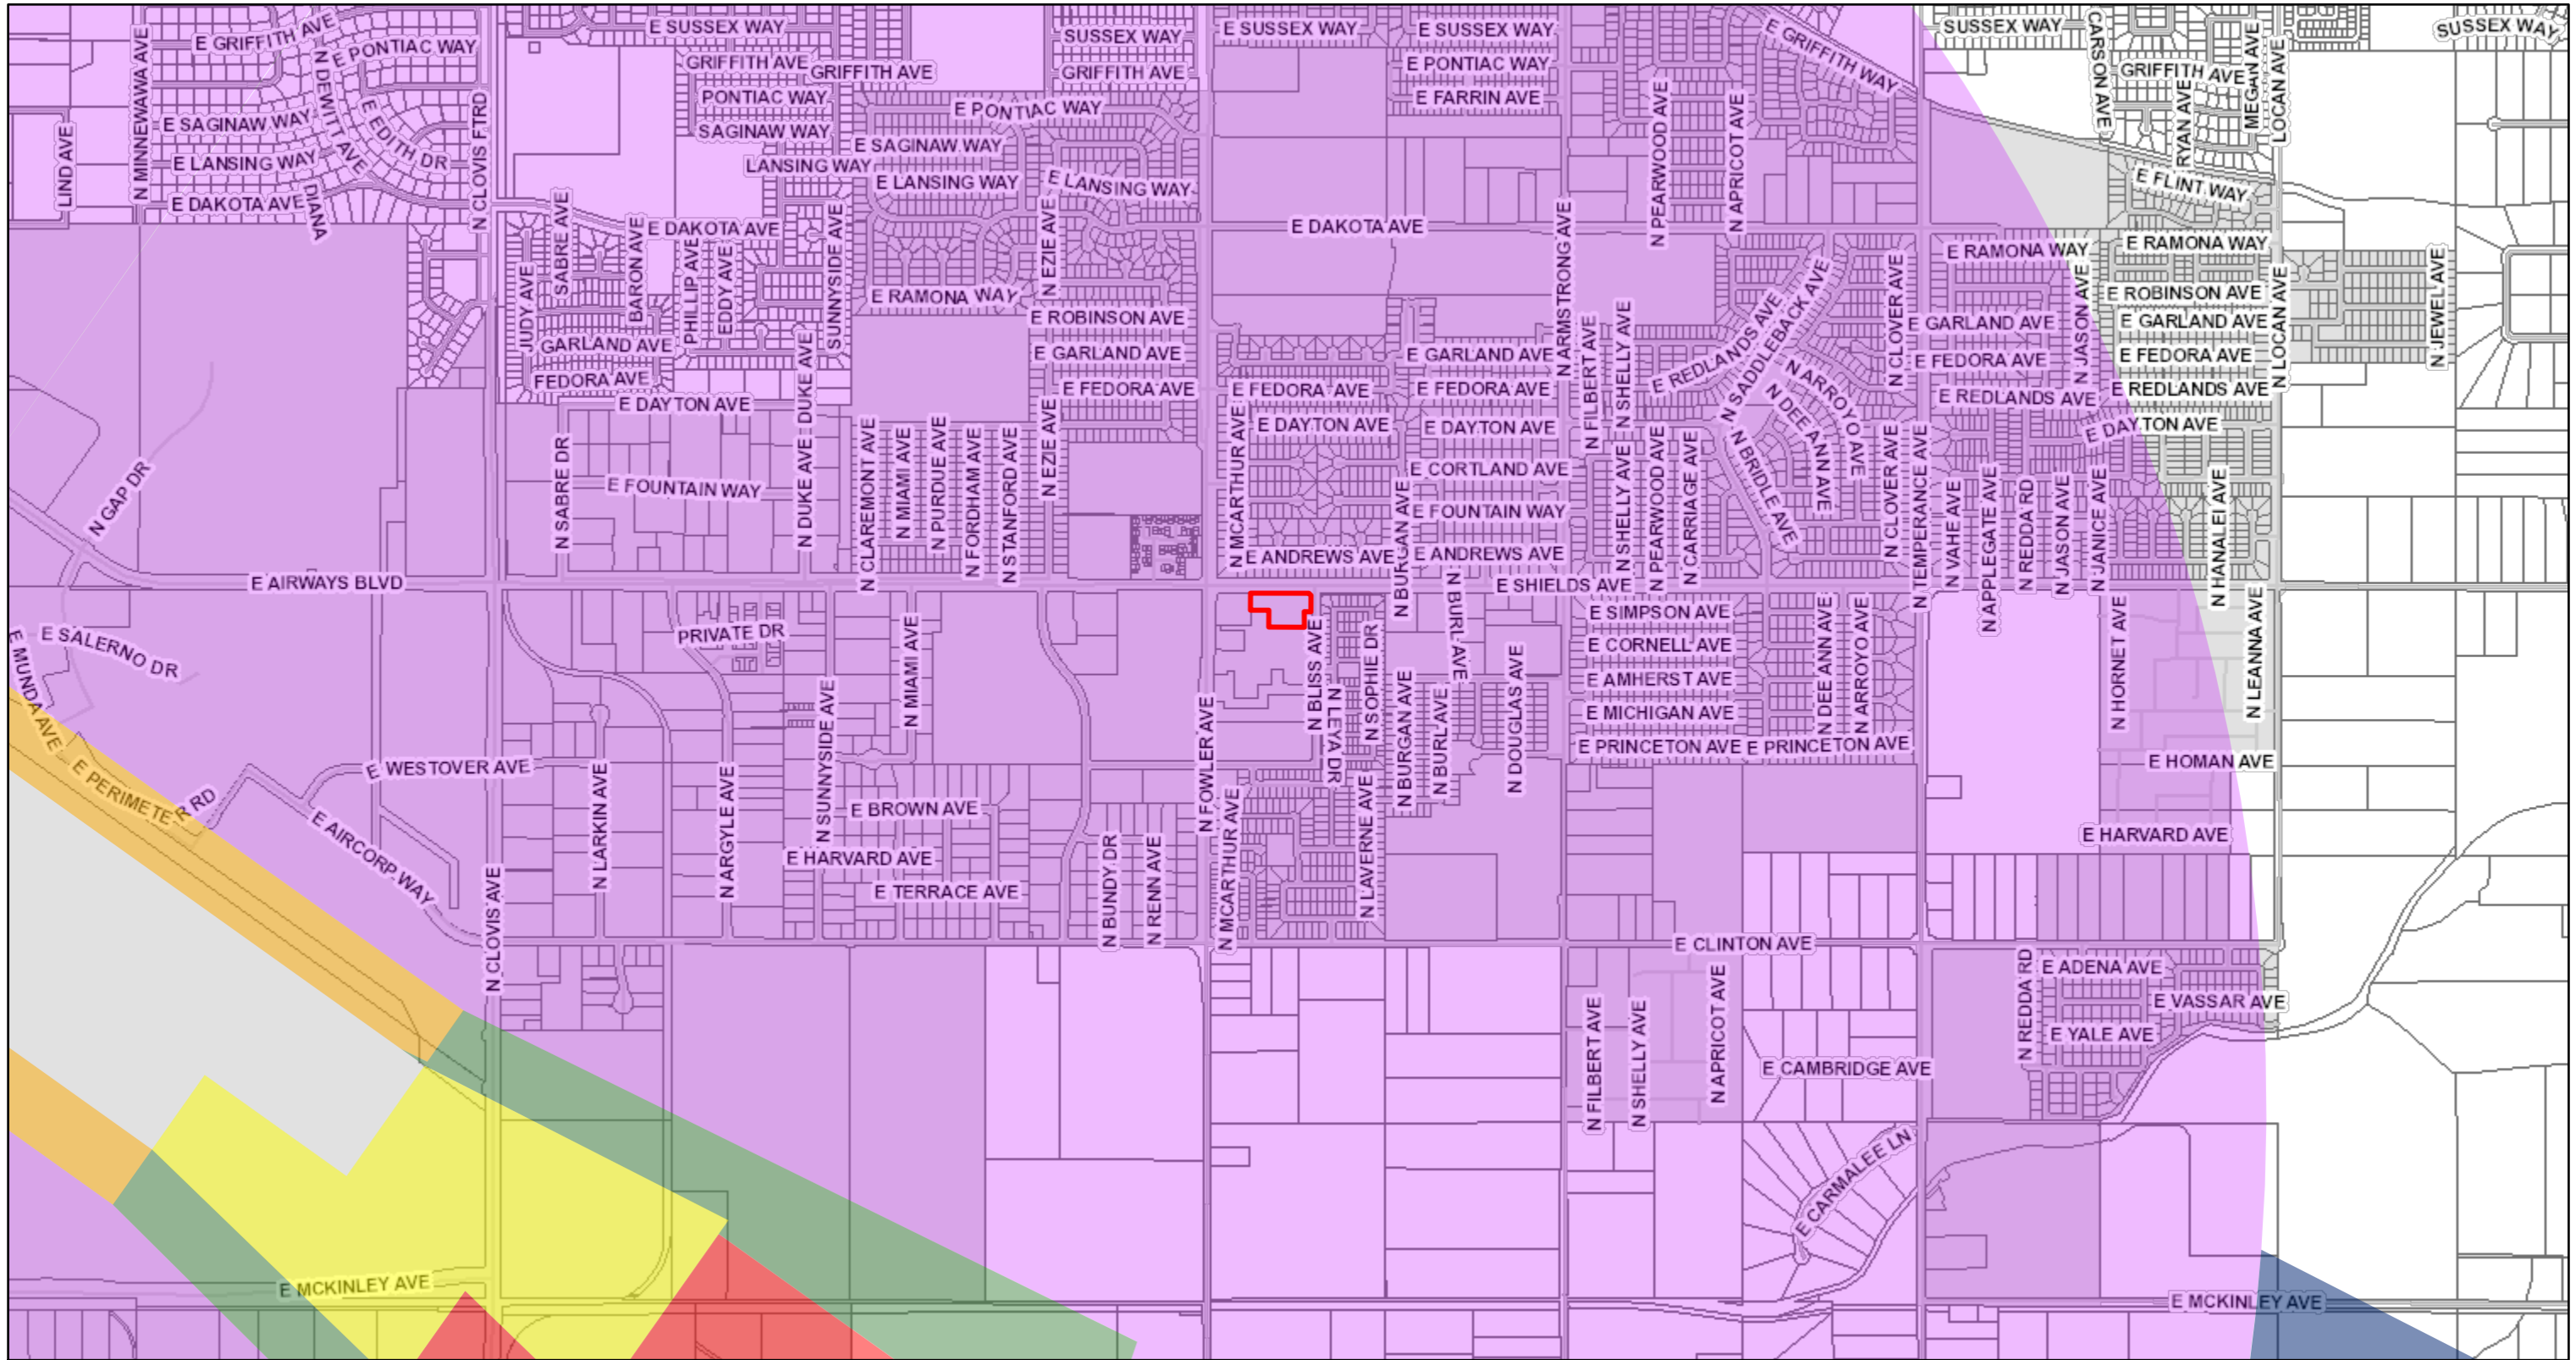 E SUSSEX WAY
SUSSEX WAY
E SUSSEX WAY
E SUSSEX WAY
SUSSEX WAY
SUSSEX WAY
E GRIFFITH AVE
E PONTIAC WAY
N MINNEWAWA AVE
N DEWITT AVE
E EDITH DR
GRIFFITH AVE
GRIFFITH AVE
GRIFFITH AVE
E PONTIAC WAY
E GRIFFITH WAY
CARSON AVE
GRIFFITH AVE
MEGAN AVE
LOCAN AVE
RYAN AVE
PONTIAC WAY
E PONTIAC WAY
E FARRIN AVE
N PEARWOOD AVE
N APRICOT AVE
LIND AVE
E SAGINAW WAY
N CLOVIS FTRD
SAGINAW WAY
E SAGINAW WAY
E LANSING WAY
LANSING WAY
E LANSING WAY
E LANSING WAY
E FLINT WAY
E DAKOTA AVE
DIANA
SABRE AVE
BARON AVE
E DAKOTA AVE
SUNNYSIDE AVE
N EZIE AVE
E DAKOTA AVE
N ARMSTRONG AVE
E RAMONA WAY
E RAMONA WAY
JUDY AVE
PHILLIP AVE
EDDY AVE
E RAMONA WAY
E ROBINSON AVE
N CLOVER AVE
N JASON AVE
E ROBINSON AVE
N LOCAN AVE
N JEWEL AVE
GARLAND AVE
DUKE AVE
E GARLAND AVE
E GARLAND AVE
N FILBERT AVE
N SHELLY AVE
E REDLANDS AVE
N SADDLEBACK AVE
E GARLAND AVE
E GARLAND AVE
FEDORA AVE
E FEDORA AVE
E FEDORA AVE
E FEDORA AVE
N ARROYO AVE
E FEDORA AVE
E FEDORA AVE
E DAYTON AVE
N DEE ANN AVE
E REDLANDS AVE
E REDLANDS AVE
N GAP DR
N SABRE DR
E FOUNTAIN WAY
N DUKE AVE
N CLAREMONT AVE
N MIAMI AVE
N PURDUE AVE
N FORDHAM AVE
N STANFORD AVE
N EZIE AVE
N MCARTHUR AVE
E DAYTON AVE
E DAYTON AVE
E DAYTON AVE
E CORTLAND AVE
E FOUNTAIN WAY
N BURGAN AVE
N SHELLY AVE
N PEARWOOD AVE
N CARRIAGE AVE
N BRIDLE AVE
N CLOVER AVE
N TEMPERANCE AVE
N VAHE AVE
N APPLEGATE AVE
N REDDA RD
N JASON AVE
N JANICE AVE
N HANALEI AVE
E ANDREWS AVE
E ANDREWS AVE
E AIRWAYS BLVD
E SHIELDS AVE
E MUNDA AVE
E SALERNO DR
PRIVATE DR
N MIAMI AVE
N BLISS AVE
N SOPHIE DR
N BURL AVE
N DOUGLAS AVE
E SIMPSON AVE
E CORNELL AVE
E AMHERST AVE
E MICHIGAN AVE
E PRINCETON AVE
E PRINCETON AVE
N DEE ANN AVE
N ARROYO AVE
N HORNET AVE
N LEANNA AVE
N SUNNYSIDE AVE
N FOWLER AVE
N LEYA DR
N BURGAN AVE
N BURL AVE
E PERIMETER RD
E WESTOVER AVE
E HOMAN AVE
E AIRCORP WAY
N LARKIN AVE
N ARGYLE AVE
E BROWN AVE
N MCARTHUR AVE
N LAVERNE AVE
E HARVARD AVE
E HARVARD AVE
E TERRACE AVE
N BUNDY DR
N RENN AVE
N CLOVIS AVE
E CLINTON AVE
N REDDA RD
E ADENA AVE
E VASSAR AVE
E YALE AVE
N FILBERT AVE
N SHELLY AVE
N APRICOT AVE
E CAMBRIDGE AVE
E CARMALEE LN
E MCKINLEY AVE
E MCKINLEY AVE